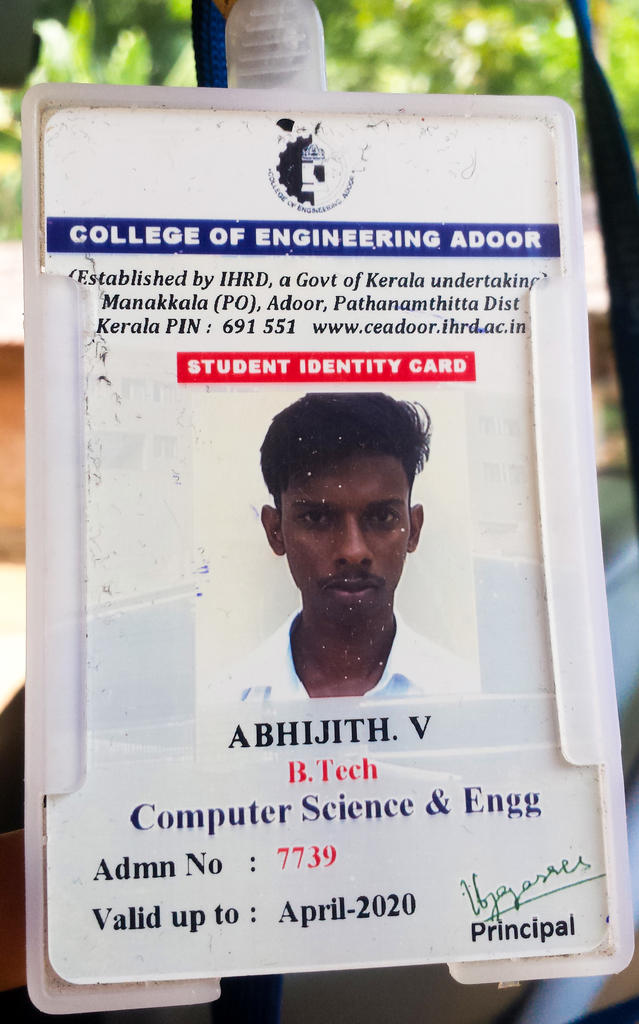 COLLEGE OF ENGINEERING ADOOR
COLLEGE OF ENGINEERING ADOOR
(Established by IHRD, a Govt of Kerala undertaking)
Manakkala (PO), Adoor, Pathanamthitta Dist
Kerala PIN : 691 551 www.ceadoor.ihrd.ac.in
STUDENT IDENTITY CARD
ABHIJITH. V
B.Tech
Computer Science & Engg
Admn No : 7739
Valid up to : April-2020
Principal